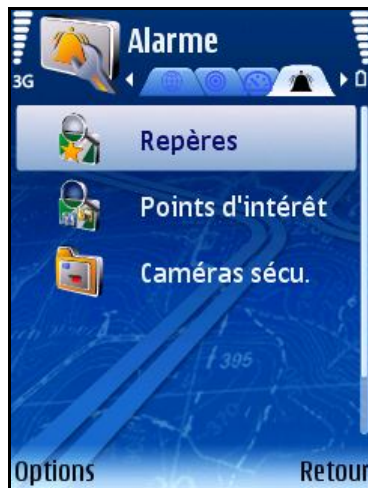 Alarme
3G
Repères
Points d'intérêt
Caméras sécu.
395
Options
Retour